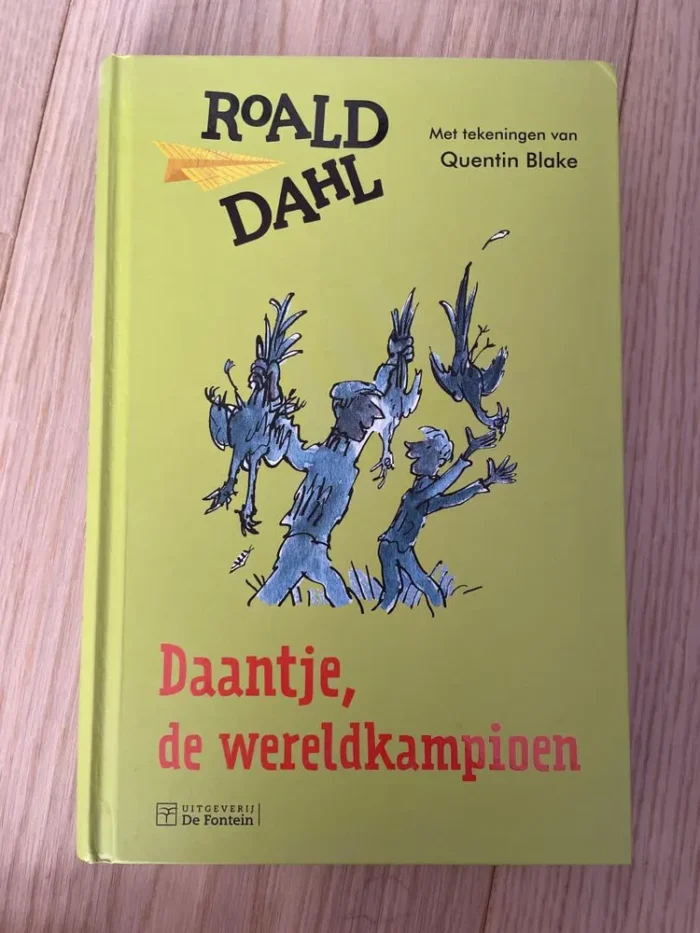 ROALD
DAHL
Met tekeningen van
Quentin Blake
Daantje,
de wereldkampioen
UITGEVERIJ
De Fontein